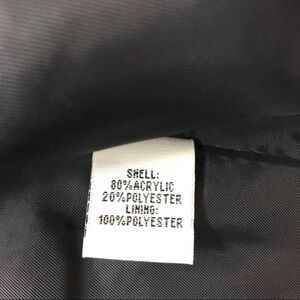 SHELL:
80%ACRYLIC
20%POLYESTER
LINING:
100%POLYESTER